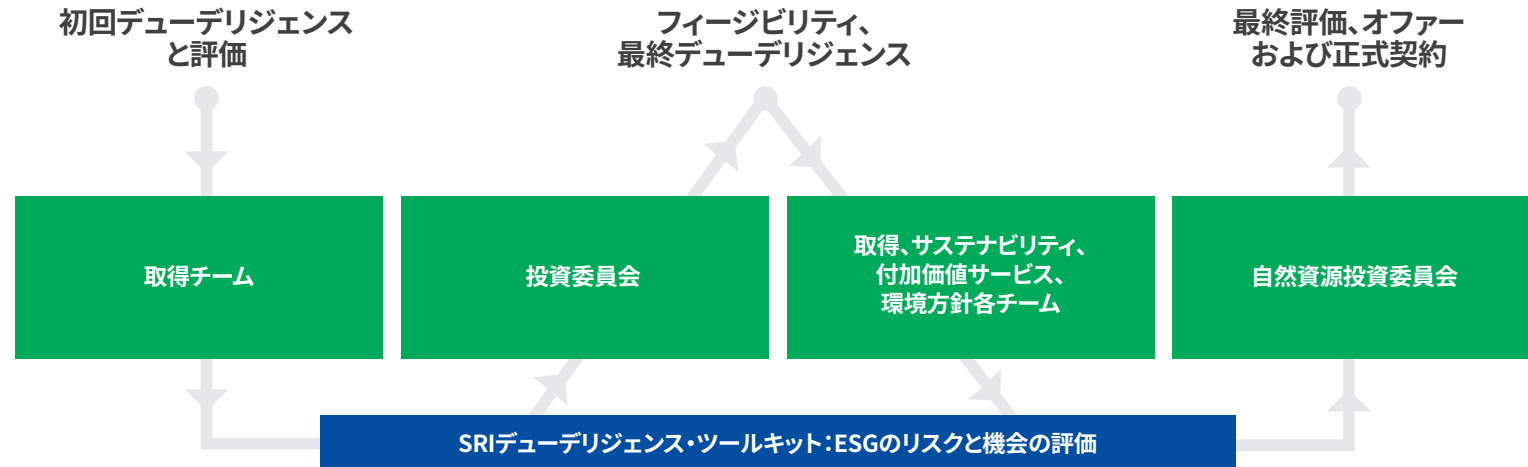 初回デューデリジェンス
と評価
フィージビリティ、
最終デューデリジェンス
最終評価、オファー
および正式契約
取得チーム
投資委員会
取得、サステナビリティ、
付加価値サービス、
環境方針各チーム
自然資源投資委員会
SRIデューデリジェンス・ツールキット：ESGのリスクと機会の評価